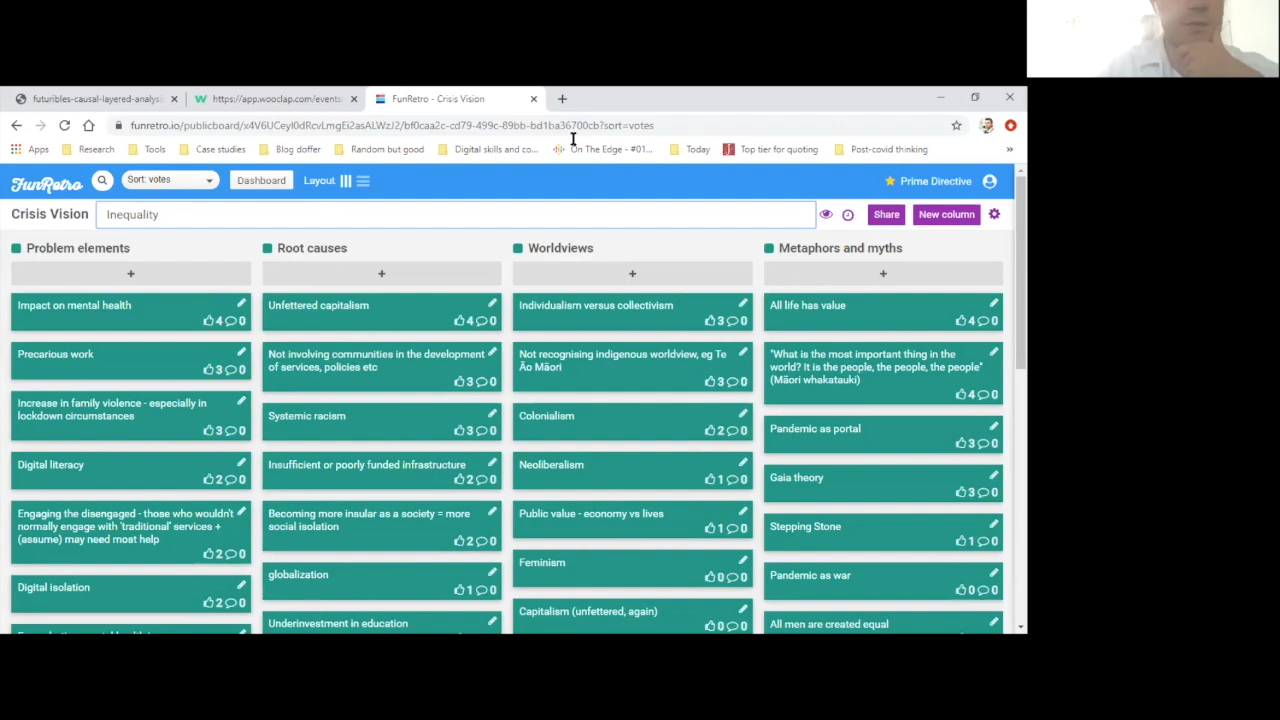 futuribles-causal-layered-analysi
https://app.wooclap.com/events
FunRetro - Crisis Vision
funretro.io/publicboard/x4V6UCeyI0dRcvLmgEi2asALWzJ2/bf0caa2c-cd79-499c-89bb-bd1ba36700cb?sort=votes
Apps Research Tools Case studies Blog doffer Random but good Digital skills and co... On The Edge - #01... Today Top tier for quoting Post-covid thinking »
FunRetro Sort: votes Dashboard Layout Prime Directive
Crisis Vision Inequality Share New column
Problem elements
+
Impact on mental health
4 0
Precarious work
3 0
Increase in family violence - especially in
lockdown circumstances
3 0
Digital literacy
2 0
Engaging the disengaged - those who wouldn't
normally engage with 'traditional' services +
(assume) may need most help
2 0
Digital isolation
2 0
Root causes
+
Unfettered capitalism
4 0
Not involving communities in the development
of services, policies etc
3 0
Systemic racism
3 0
Insufficient or poorly funded infrastructure
2 0
Becoming more insular as a society = more
social isolation
2 0
globalization
1 0
Underinvestment in education
Worldviews
+
Individualism versus collectivism
3 0
Not recognising indigenous worldview, eg Te
Āo Māori
3 0
Colonialism
2 0
Neoliberalism
1 0
Public value - economy vs lives
1 0
Feminism
0 0
Capitalism (unfettered, again)
0 0
Metaphors and myths
+
All life has value
4 0
"What is the most important thing in the
world? It is the people, the people, the people"
(Māori whakatauki)
4 0
Pandemic as portal
3 0
Gaia theory
3 0
Stepping Stone
1 0
Pandemic as war
0 0
All men are created equal